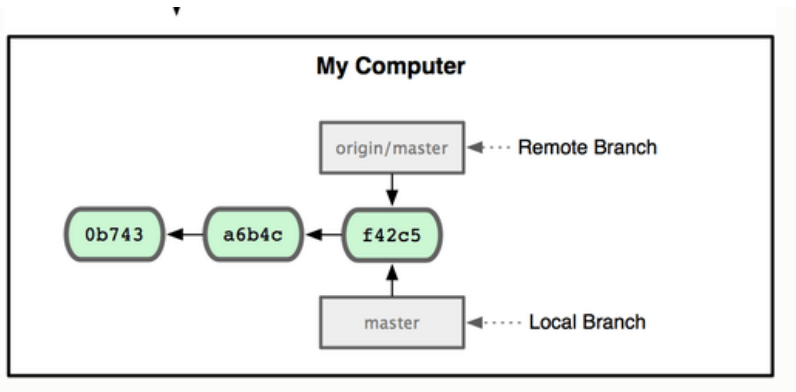 My Computer
origin/master
Remote Branch
0b743
a6b4c
f42c5
master
Local Branch